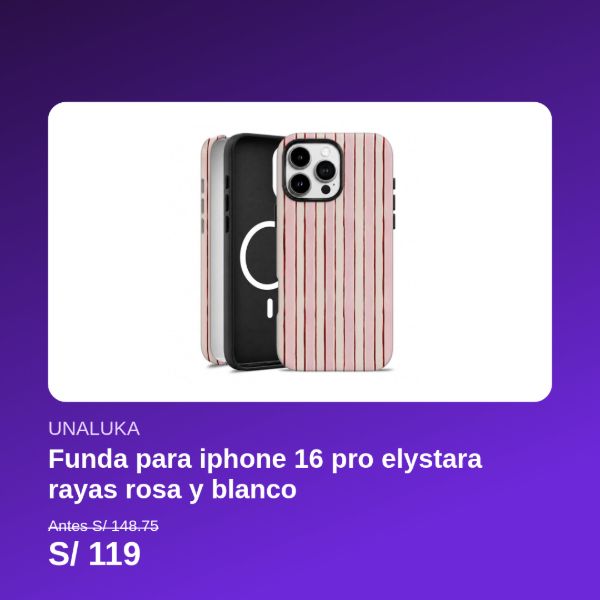 UNALUKA
Funda para iphone 16 pro elystara
rayas rosa y blanco
Antes S/ 148.75
S/ 119